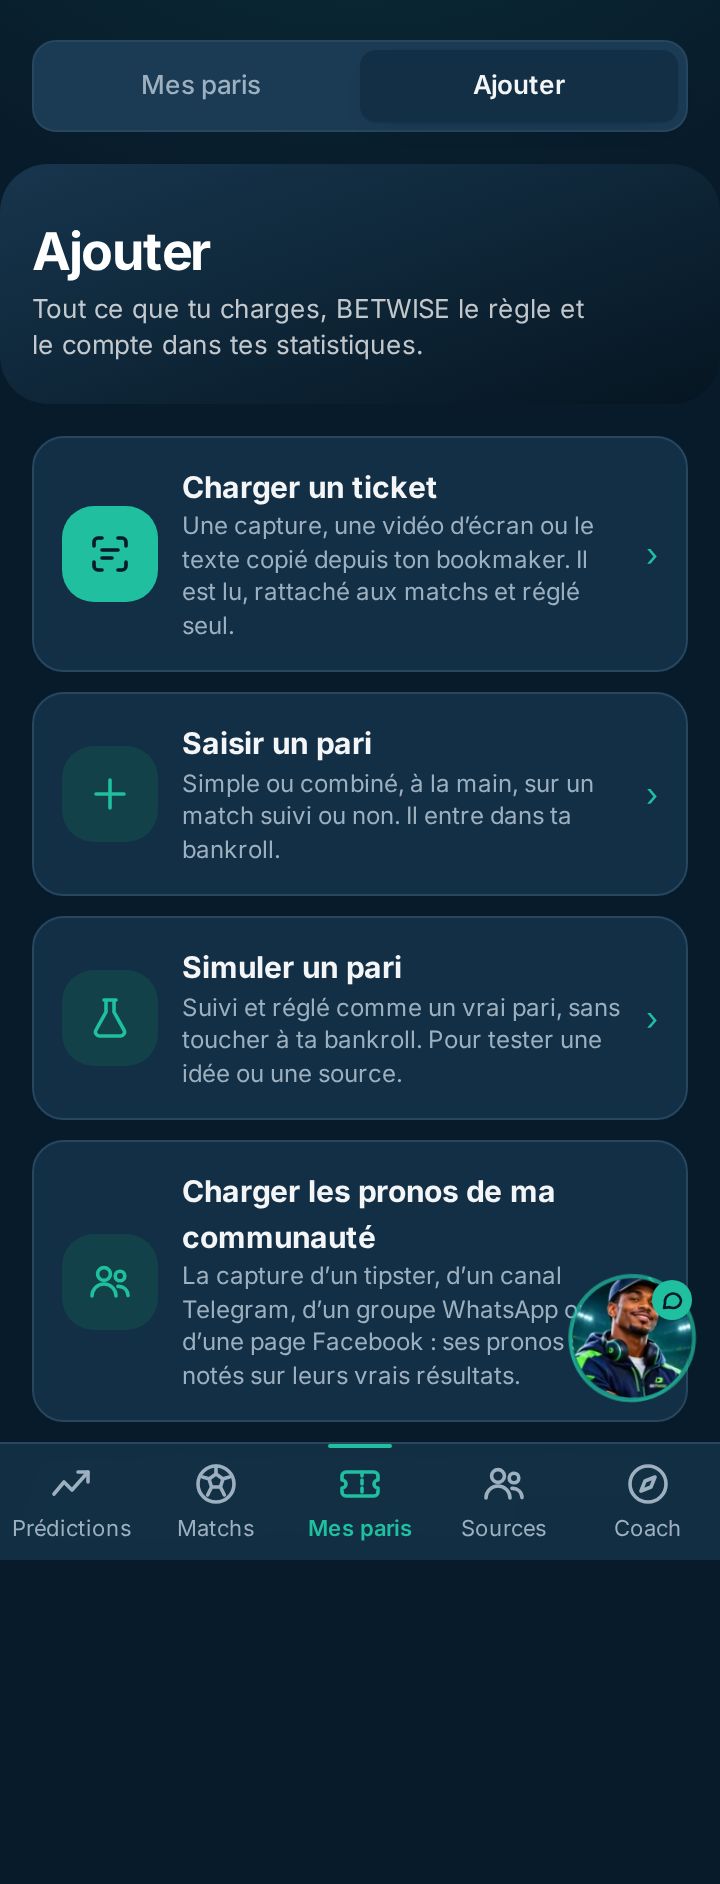 Mes paris
Ajouter
Ajouter
Tout ce que tu charges, BETWISE le règle et
le compte dans tes statistiques.
Charger un ticket
Une capture, une vidéo d’écran ou le
texte copié depuis ton bookmaker. Il
est lu, rattaché aux matchs et réglé
seul.
Saisir un pari
Simple ou combiné, à la main, sur un
match suivi ou non. Il entre dans ta
bankroll.
Simuler un pari
Suivi et réglé comme un vrai pari, sans
toucher à ta bankroll. Pour tester une
idée ou une source.
Charger les pronos de ma
communauté
La capture d’un tipster, d’un canal
Telegram, d’un groupe WhatsApp
d’une page Facebook : ses pronos
notés sur leurs vrais résultats.
Prédictions
Matchs
Mes paris
Sources
Coach